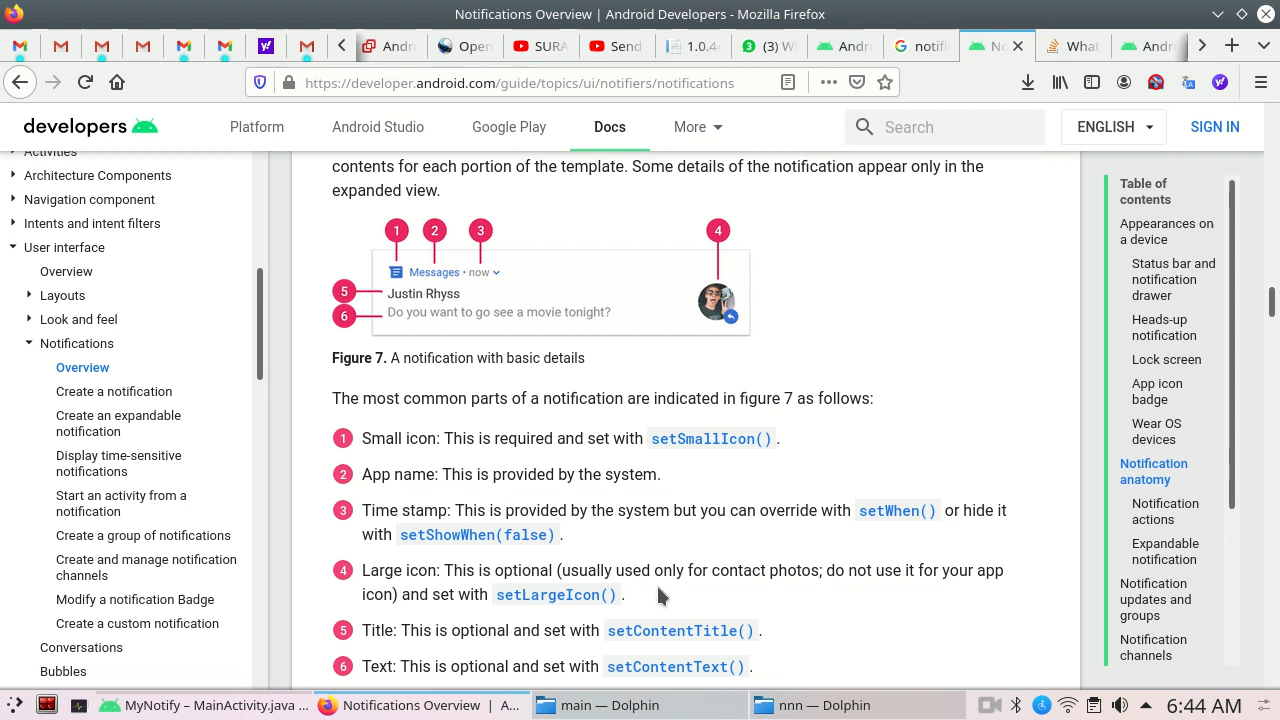 Notifications Overview | Android Developers - Mozilla Firefox
Andr
Open
SURA
Send
1.0.4
(3) W
Andr
notifi
No
What
Andr
https://developer.android.com/guide/topics/ui/notifiers/notifications
developers
Platform
Android Studio
Google Play
Docs
More
Search
ENGLISH
SIGN IN
Activities
Architecture Components
Navigation component
Intents and intent filters
User interface
Overview
Layouts
Look and feel
Notifications
Overview
Create a notification
Create an expandable
notification
Display time-sensitive
notifications
Start an activity from a
notification
Create a group of notifications
Create and manage notification
channels
Modify a notification Badge
Create a custom notification
Conversations
Bubbles
contents for each portion of the template. Some details of the notification appear only in the
expanded view.
1 2 3 4
Messages • now
5 Justin Rhyss
6 Do you want to go see a movie tonight?
Figure 7. A notification with basic details
The most common parts of a notification are indicated in figure 7 as follows:
1 Small icon: This is required and set with setSmallIcon().
2 App name: This is provided by the system.
3 Time stamp: This is provided by the system but you can override with setWhen() or hide it
with setShowWhen(false).
4 Large icon: This is optional (usually used only for contact photos; do not use it for your app
icon) and set with setLargeIcon().
5 Title: This is optional and set with setContentTitle().
6 Text: This is optional and set with setContentText().
Table of
contents
Appearances on
a device
Status bar and
notification
drawer
Heads-up
notification
Lock screen
App icon
badge
Wear OS
devices
Notification
anatomy
Notification
actions
Expandable
notification
Notification
updates and
groups
Notification
channels
MyNotify – MainActivity.java ...
Notifications Overview | A...
main — Dolphin
nnn — Dolphin
6:44 AM